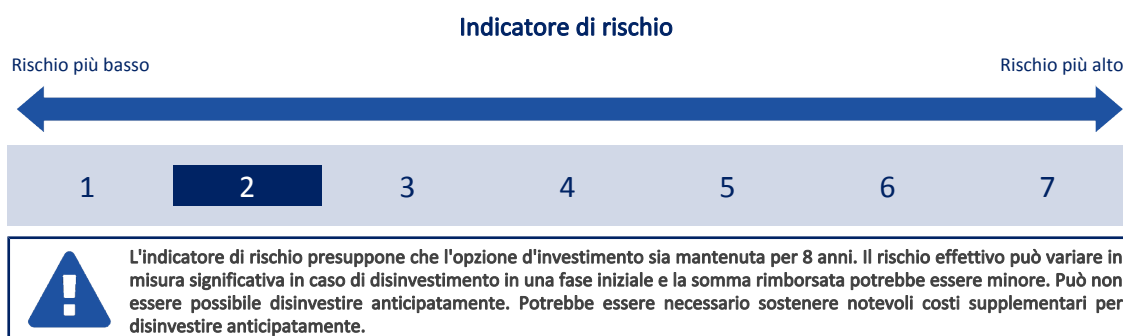 Indicatore di rischio
Rischio più basso
Rischio più alto
1 2 3 4 5 6 7
L'indicatore di rischio presuppone che l'opzione d'investimento sia mantenuta per 8 anni. Il rischio effettivo può variare in
misura significativa in caso di disinvestimento in una fase iniziale e la somma rimborsata potrebbe essere minore. Può non
essere possibile disinvestire anticipatamente. Potrebbe essere necessario sostenere notevoli costi supplementari per
disinvestire anticipatamente.